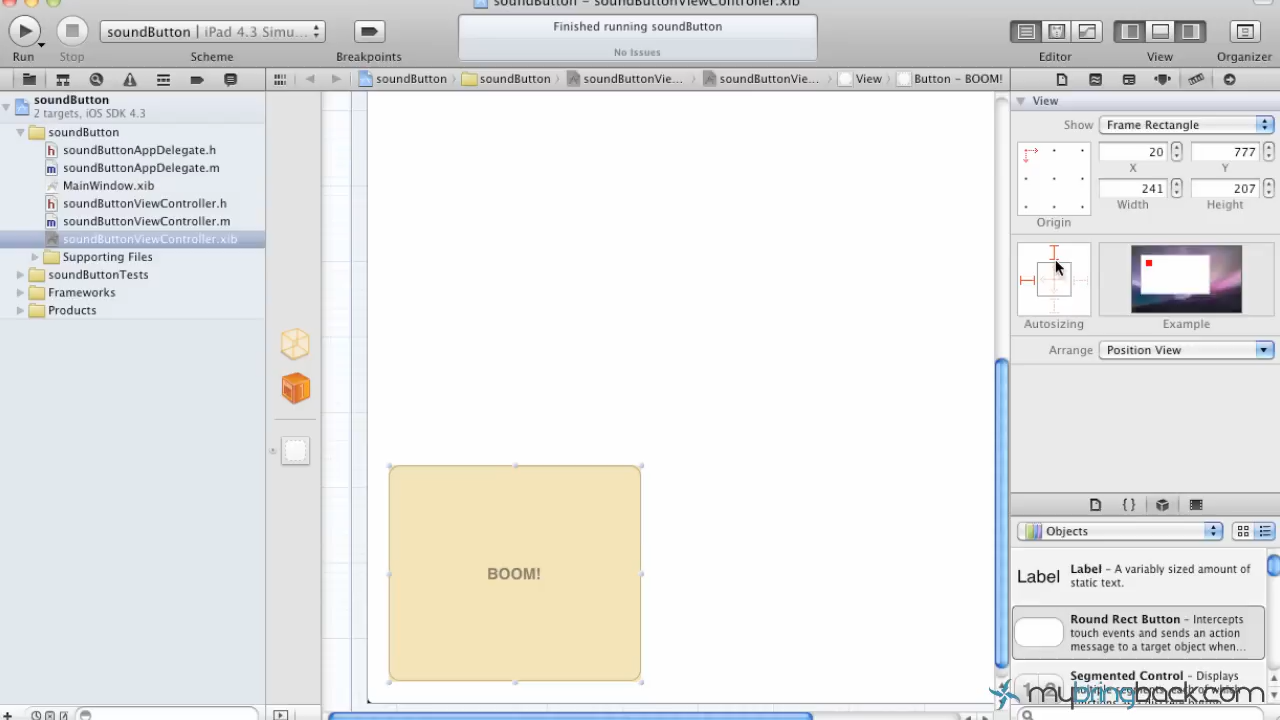 soundButton – soundButtonViewController.xib
soundButton | iPad 4.3 Simu...
Finished running soundButton
No Issues
Run
Stop
Scheme
Breakpoints
Editor
View
Organizer
soundButton
soundButton
soundButtonVie...
soundButtonVie...
View
Button – BOOM!
soundButton
2 targets, iOS SDK 4.3
soundButton
h soundButtonAppDelegate.h
m soundButtonAppDelegate.m
MainWindow.xib
h soundButtonViewController.h
m soundButtonViewController.m
soundButtonViewController.xib
Supporting Files
soundButtonTests
Frameworks
Products
BOOM!
View
Show Frame Rectangle
20 777
X Y
241 207
Width Height
Origin
Autosizing
Example
Arrange Position View
{ }
Objects
Label
Label – A variably sized amount of
static text.
Round Rect Button – Intercepts
touch events and sends an action
message to a target object when...
Segmented Control – Displays
mybringback.com